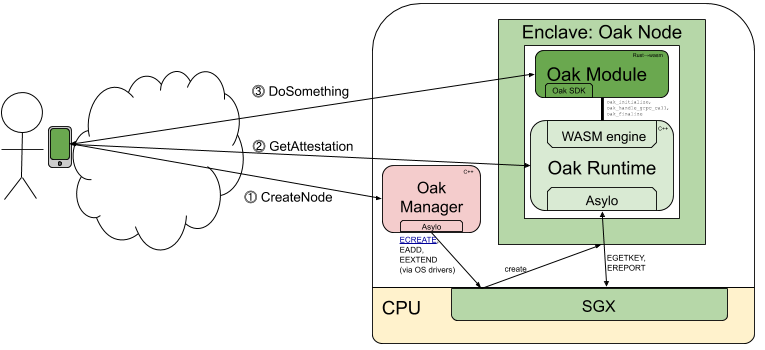 Enclave: Oak Node
Rust→wasm
Oak Module
Oak SDK
oak_initialize,
oak_handle_grpc_call,
oak_finalize
③ DoSomething
C++
WASM engine
② GetAttestation
Oak Runtime
C++
Oak
Manager
① CreateNode
Asylo
Asylo
ECREATE,
EADD,
EEXTEND
(via OS drivers)
create
EGETKEY,
EREPORT
CPU
SGX